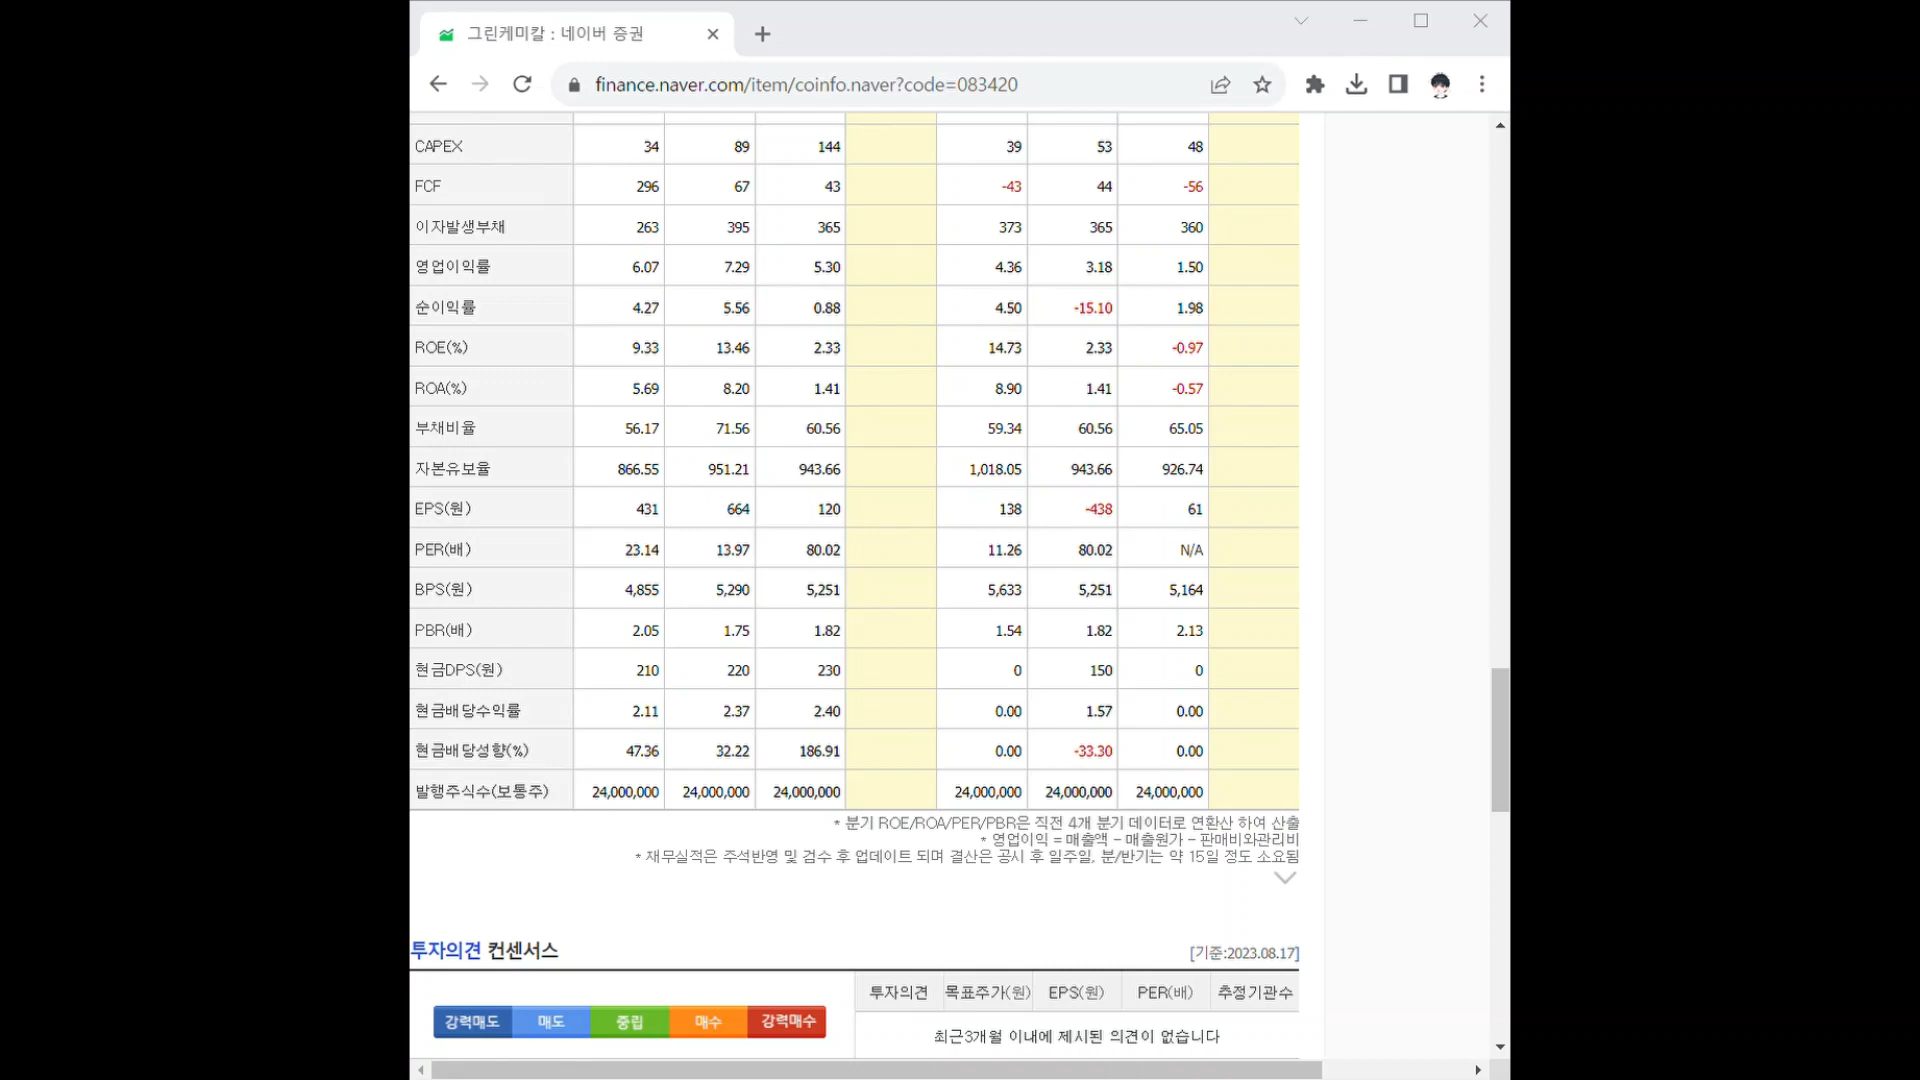 그린케미칼 : 네이버 증권
finance.naver.com/item/coinfo.naver?code=083420
CAPEX 34 89 144 39 53 48
FCF 296 67 43 -43 44 -56
이자발생부채 263 395 365 373 365 360
영업이익률 6.07 7.29 5.30 4.36 3.18 1.50
순이익률 4.27 5.56 0.88 4.50 -15.10 1.98
ROE(%) 9.33 13.46 2.33 14.73 2.33 -0.97
ROA(%) 5.69 8.20 1.41 8.90 1.41 -0.57
부채비율 56.17 71.56 60.56 59.34 60.56 65.05
자본유보율 866.55 951.21 943.66 1,018.05 943.66 926.74
EPS(원) 431 664 120 138 -438 61
PER(배) 23.14 13.97 80.02 11.26 80.02 N/A
BPS(원) 4,855 5,290 5,251 5,633 5,251 5,164
PBR(배) 2.05 1.75 1.82 1.54 1.82 2.13
현금DPS(원) 210 220 230 0 150 0
현금배당수익률 2.11 2.37 2.40 0.00 1.57 0.00
현금배당성향(%) 47.36 32.22 186.91 0.00 -33.30 0.00
발행주식수(보통주) 24,000,000 24,000,000 24,000,000 24,000,000 24,000,000 24,000,000
* 분기 ROE/ROA/PER/PBR은 직전 4개 분기 데이터로 연환산 하여 산출
* 영업이익 = 매출액 - 매출원가 - 판매비와관리비
* 재무실적은 주석반영 및 검수 후 업데이트 되며 결산은 공시 후 일주일, 분/반기는 약 15일 정도 소요됨
투자의견 컨센서스 [기준:2023.08.17]
투자의견 목표주가(원) EPS(원) PER(배) 추정기관수
강력매도 매도 중립 매수 강력매수
최근3개월 이내에 제시된 의견이 없습니다